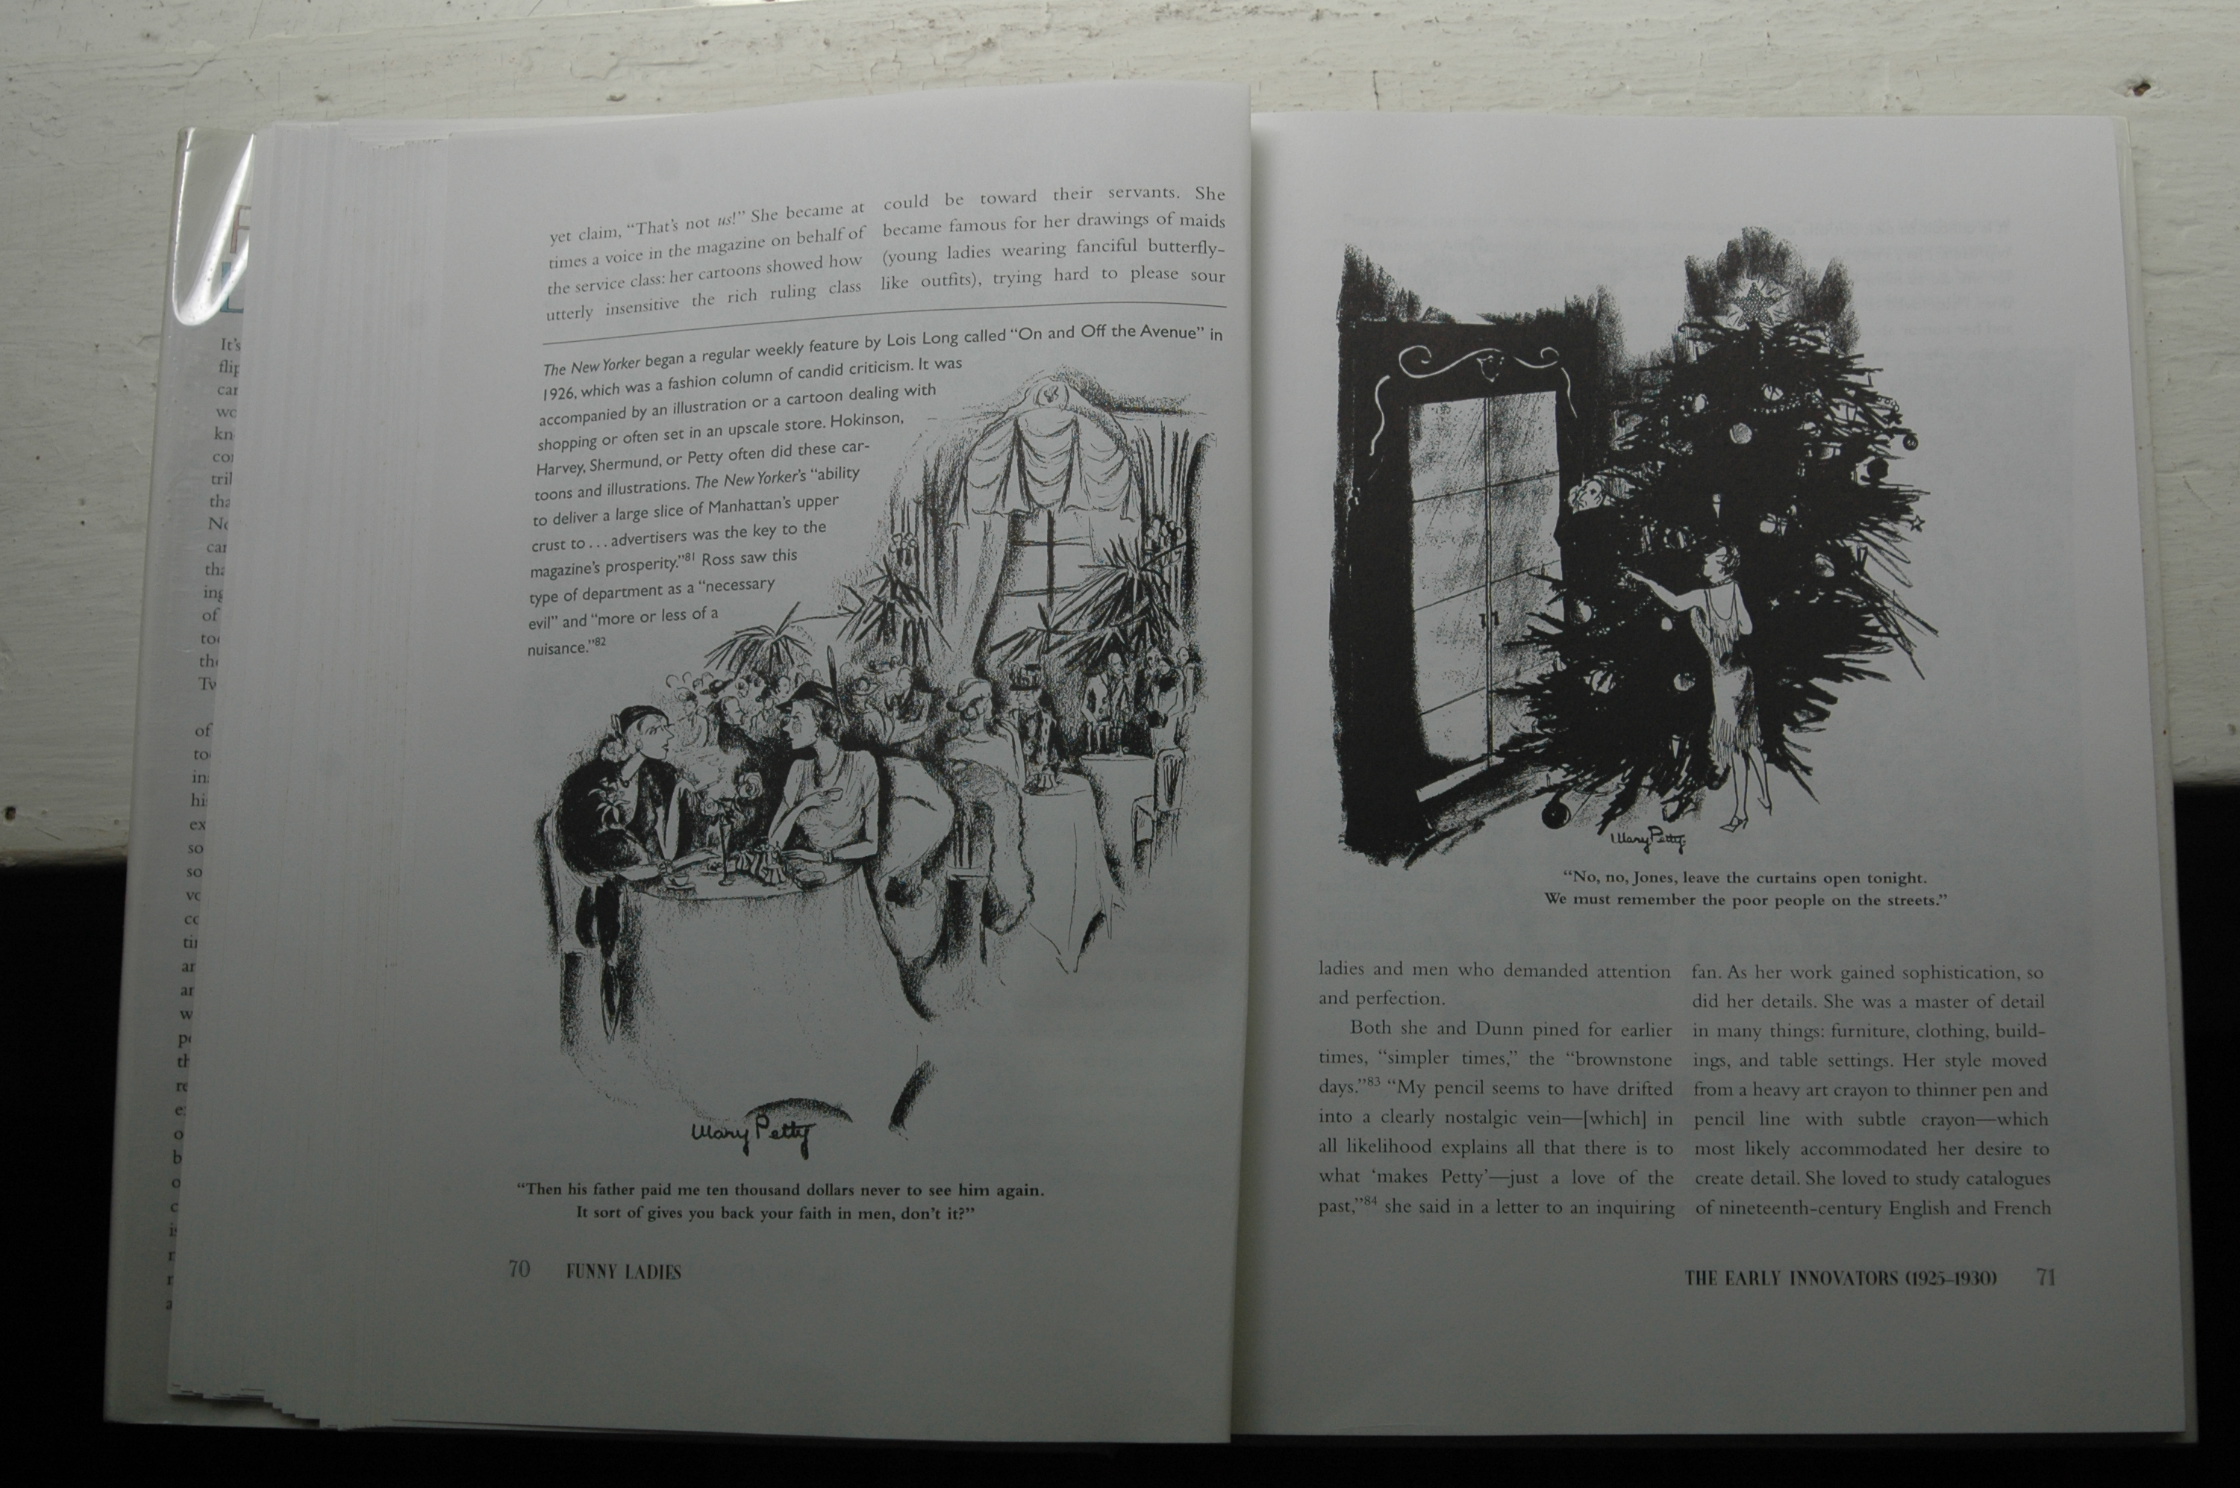 yet claim, “That’s not us!” She became at
times a voice in the magazine on behalf of
the service class: her cartoons showed how
utterly insensitive the rich ruling class
could be toward their servants. She
became famous for her drawings of maids
(young ladies wearing fanciful butterfly-
like outfits), trying hard to please sour
The New Yorker began a regular weekly feature by Lois Long called “On and Off the Avenue” in
1926, which was a fashion column of candid criticism. It was
accompanied by an illustration or a cartoon dealing with
shopping or often set in an upscale store. Hokinson,
Harvey, Shermund, or Petty often did these car-
toons and illustrations. The New Yorker’s “ability
to deliver a large slice of Manhattan’s upper
crust to . . . advertisers was the key to the
magazine’s prosperity.”81 Ross saw this
type of department as a “necessary
evil” and “more or less of a
nuisance.”82
Mary Petty
“Then his father paid me ten thousand dollars never to see him again.
It sort of gives you back your faith in men, don’t it?”
70 FUNNY LADIES
Mary Petty
“No, no, Jones, leave the curtains open tonight.
We must remember the poor people on the streets.”
ladies and men who demanded attention
and perfection.
Both she and Dunn pined for earlier
times, “simpler times,” the “brownstone
days.”83 “My pencil seems to have drifted
into a clearly nostalgic vein—[which] in
all likelihood explains all that there is to
what ‘makes Petty’—just a love of the
past,”84 she said in a letter to an inquiring
fan. As her work gained sophistication, so
did her details. She was a master of detail
in many things: furniture, clothing, build-
ings, and table settings. Her style moved
from a heavy art crayon to thinner pen and
pencil line with subtle crayon—which
most likely accommodated her desire to
create detail. She loved to study catalogues
of nineteenth-century English and French
THE EARLY INNOVATORS (1925–1930) 71